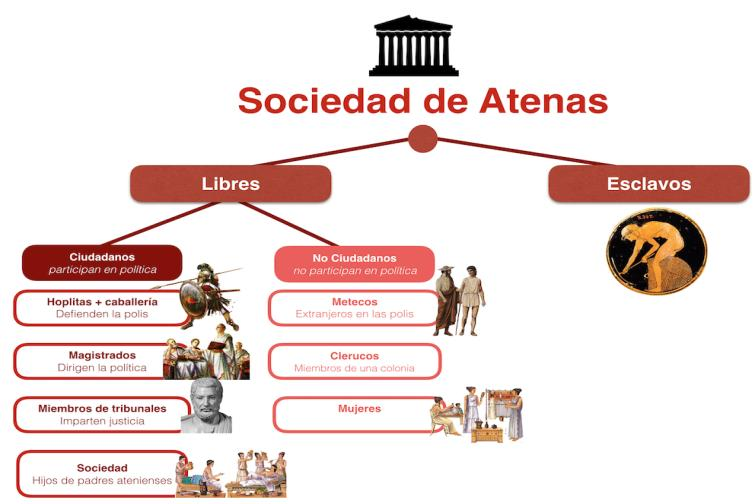 Sociedad de Atenas
Libres
Esclavos
Ciudadanos
participan en política
Hoplitas + caballería
Defienden la polis
Magistrados
Dirigen la política
Miembros de tribunales
Imparten justicia
Sociedad
Hijos de padres atenienses
No Ciudadanos
no participan en política
Metecos
Extranjeros en las polis
Clerucos
Miembros de una colonia
Mujeres